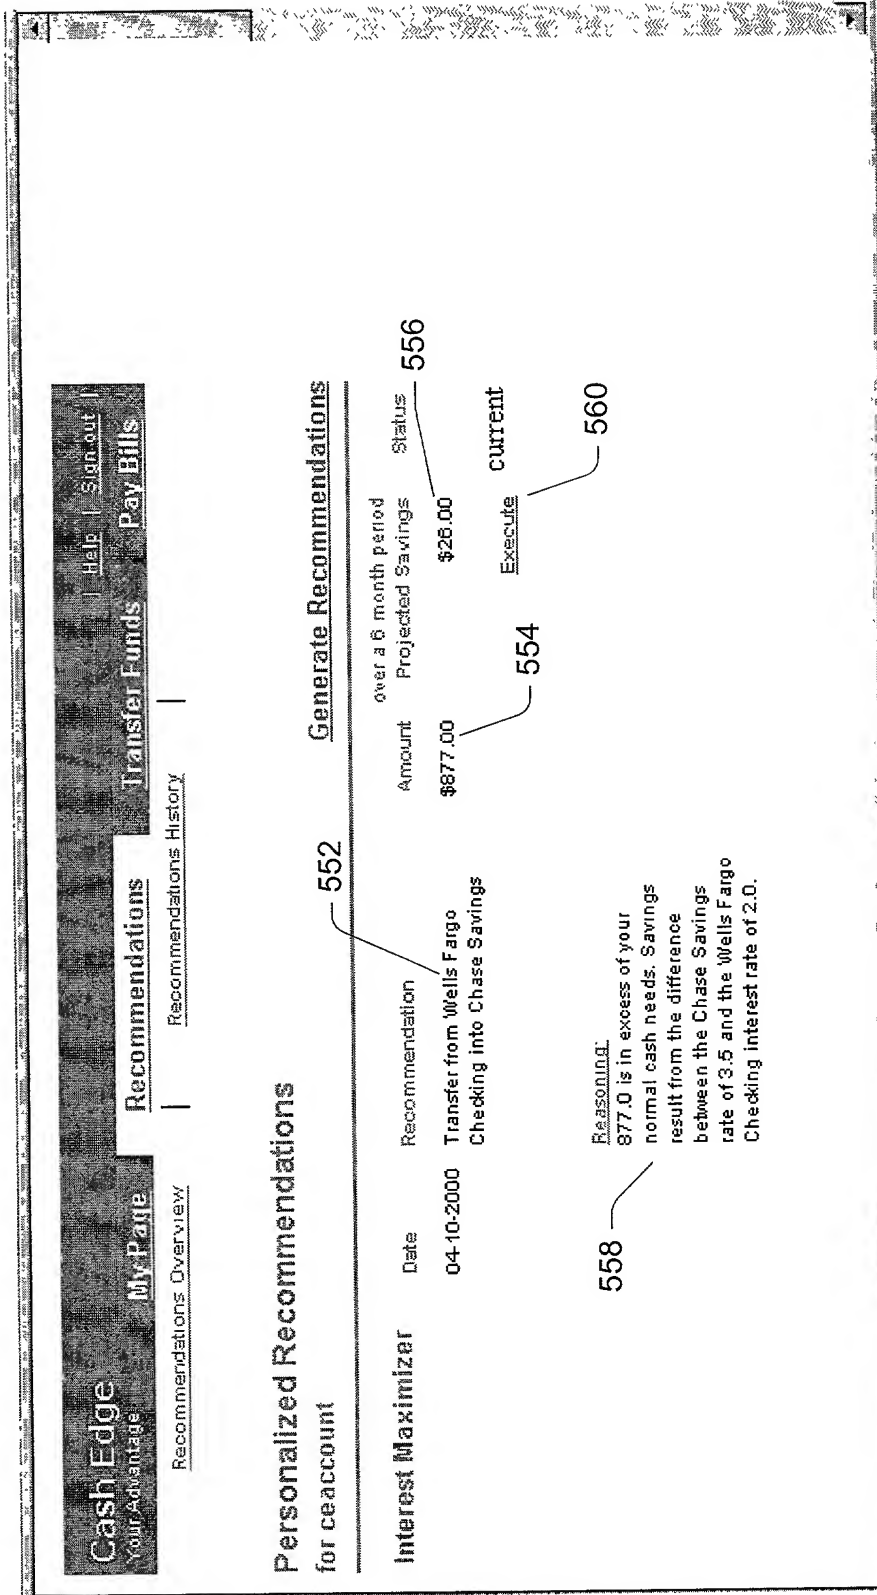 Cash Edge
Your Advantage
| Help | Sign out |
My Page Recommendations Transfer Funds Pay Bills
Recommendations Overview | Recommendations History |
Personalized Recommendations
for ceaccount
Generate Recommendations
552
556
over a 6 month period
Interest Maximizer Date Recommendation Amount Projected Savings Status
04-10-2000 Transfer from Wells Fargo $877.00 $26.00
Checking into Chase Savings
Execute current
554
560
558
Reasoning:
877.0 is in excess of your
normal cash needs. Savings
result from the difference
between the Chase Savings
rate of 3.5 and the Wells Fargo
Checking interest rate of 2.0.